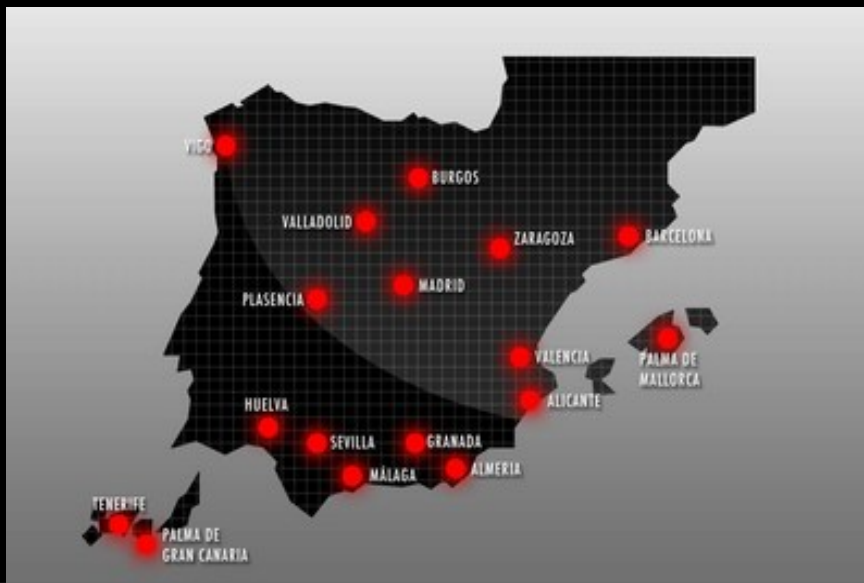 VIGO
BURGOS
VALLADOLID
ZARAGOZA
BARCELONA
MADRID
PLASENCIA
VALENCIA
PALMA DE
MALLORCA
ALICANTE
HUELVA
SEVILLA
GRANADA
MÁLAGA
ALMERIA
TENERIFE
PALMA DE
GRAN CANARIA